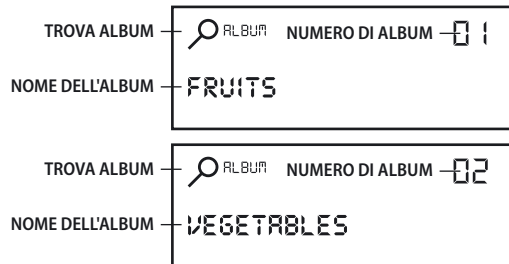 TROVA ALBUM ALBUM NUMERO DI ALBUM 01
NOME DELL'ALBUM FRUITS
TROVA ALBUM ALBUM NUMERO DI ALBUM 02
NOME DELL'ALBUM VEGETABLES